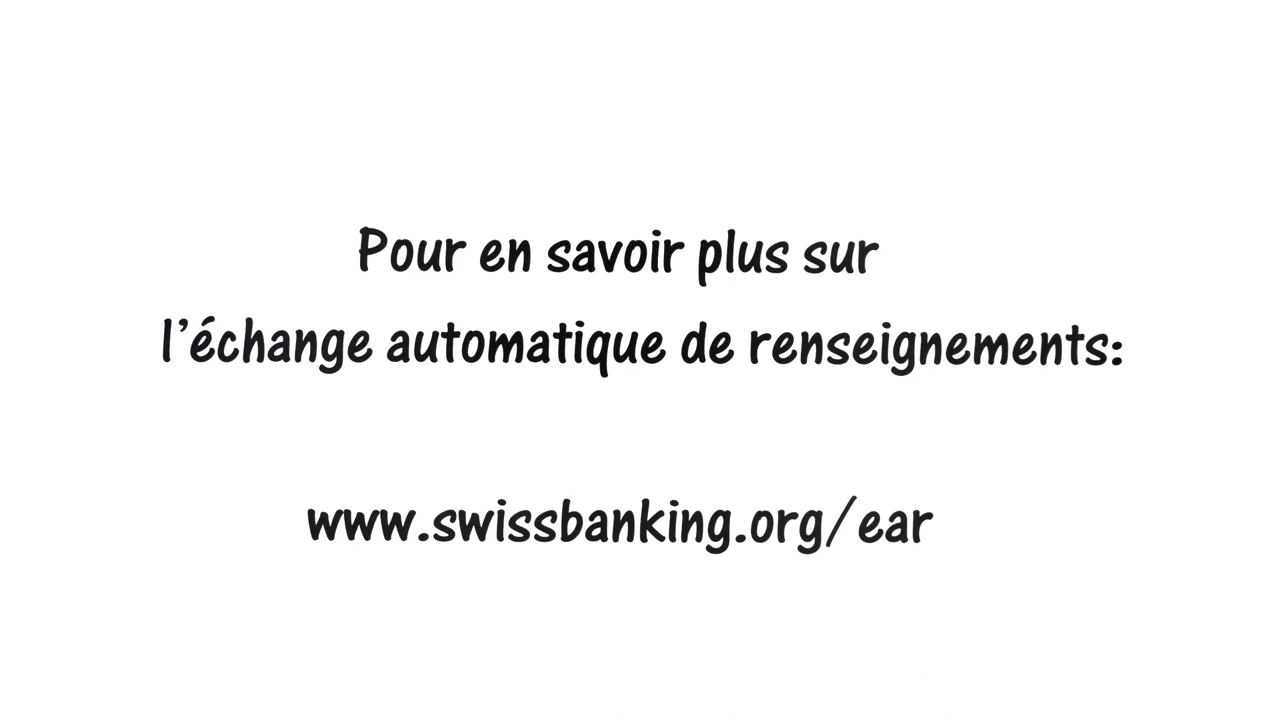 Pour en savoir plus sur
l'échange automatique de renseignements:
www.swissbanking.org/ear